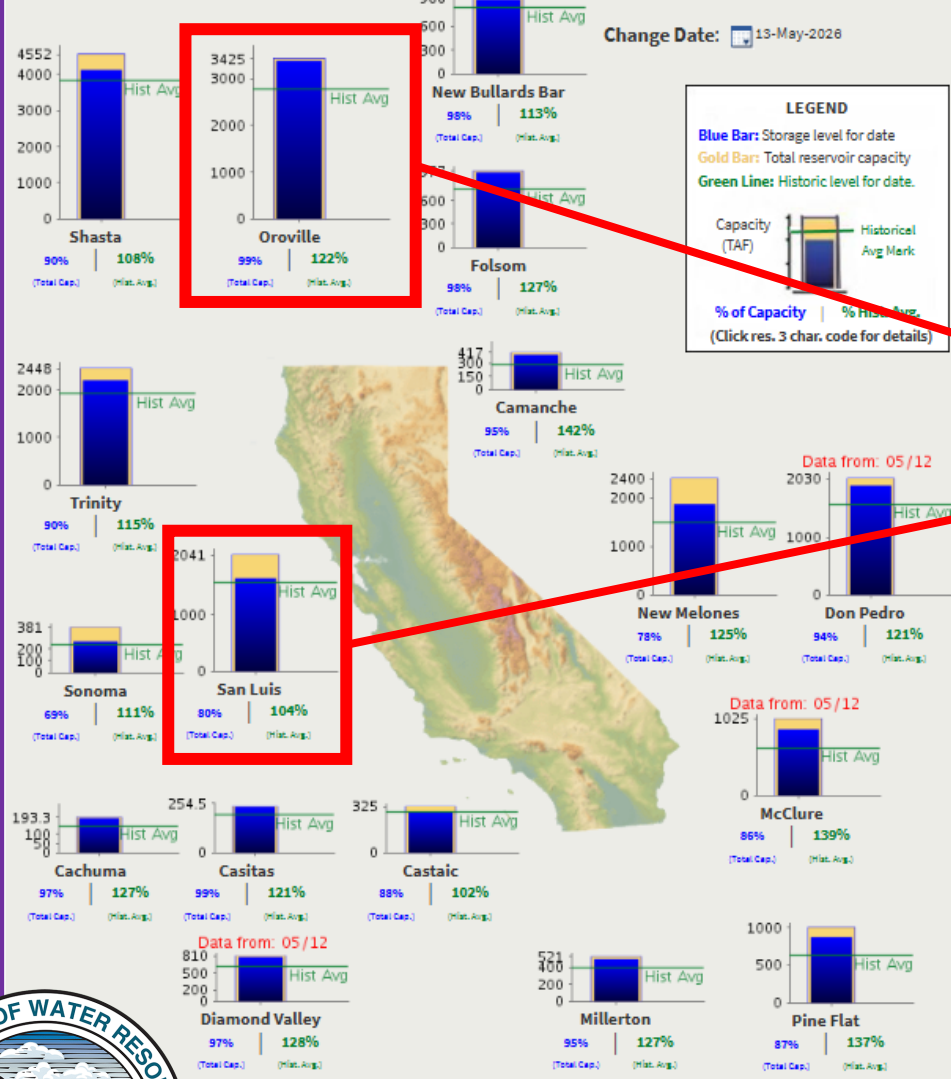 900
600
300
0
Hist Avg
New Bullards Bar
98% | 113%
(Total Cap.) (Hist. Avg.)
Change Date: 13-May-2026
4552
4000
3000
2000
1000
0
Hist Avg
Shasta
90% | 108%
(Total Cap.) (Hist. Avg.)
3425
3000
2000
1000
0
Hist Avg
Oroville
99% | 122%
(Total Cap.) (Hist. Avg.)
600
300
0
Hist Avg
Folsom
98% | 127%
(Total Cap.) (Hist. Avg.)
LEGEND
Blue Bar: Storage level for date
Gold Bar: Total reservoir capacity
Green Line: Historic level for date.
Capacity
(TAF)
Historical
Avg Mark
% of Capacity | % Hist. Avg.
(Click res. 3 char. code for details)
2448
2000
1000
0
Hist Avg
Trinity
90% | 115%
(Total Cap.) (Hist. Avg.)
417
300
150
0
Hist Avg
Camanche
95% | 142%
(Total Cap.) (Hist. Avg.)
2400
2000
1000
0
Hist Avg
New Melones
78% | 125%
(Total Cap.) (Hist. Avg.)
Data from: 05/12
2030
1000
0
Hist Avg
Don Pedro
94% | 121%
(Total Cap.) (Hist. Avg.)
381
200
100
0
Hist Avg
Sonoma
69% | 111%
(Total Cap.) (Hist. Avg.)
2041
1000
0
Hist Avg
San Luis
80% | 104%
(Total Cap.) (Hist. Avg.)
Data from: 05/12
1025
0
Hist Avg
McClure
86% | 139%
(Total Cap.) (Hist. Avg.)
193.3
100
50
0
Hist Avg
Cachuma
97% | 127%
(Total Cap.) (Hist. Avg.)
254.5
0
Hist Avg
Casitas
99% | 121%
(Total Cap.) (Hist. Avg.)
325
0
Hist Avg
Castaic
88% | 102%
(Total Cap.) (Hist. Avg.)
Data from: 05/12
810
500
200
0
Hist Avg
Diamond Valley
97% | 128%
(Total Cap.) (Hist. Avg.)
521
400
200
0
Hist Avg
Millerton
95% | 127%
(Total Cap.) (Hist. Avg.)
1000
500
0
Hist Avg
Pine Flat
87% | 137%
(Total Cap.) (Hist. Avg.)
OF WATER RESO